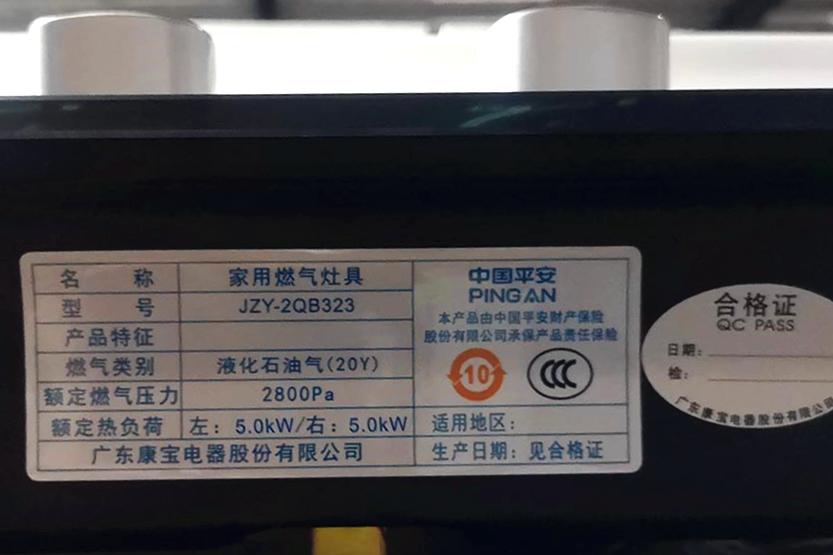 名 称 家用燃气灶具
型 号 JZY-2QB323
产品特征
燃气类别 液化石油气(20Y)
额定燃气压力 2800Pa
额定热负荷 左: 5.0kW/右: 5.0kW
广东康宝电器股份有限公司
中国平安
PINGAN
本产品由中国平安财产保险
股份有限公司承保产品责任保险
10
CCC
适用地区:
生产日期: 见合格证
合格证
QC PASS
日期:
检:
广东康宝电器股份有限公司